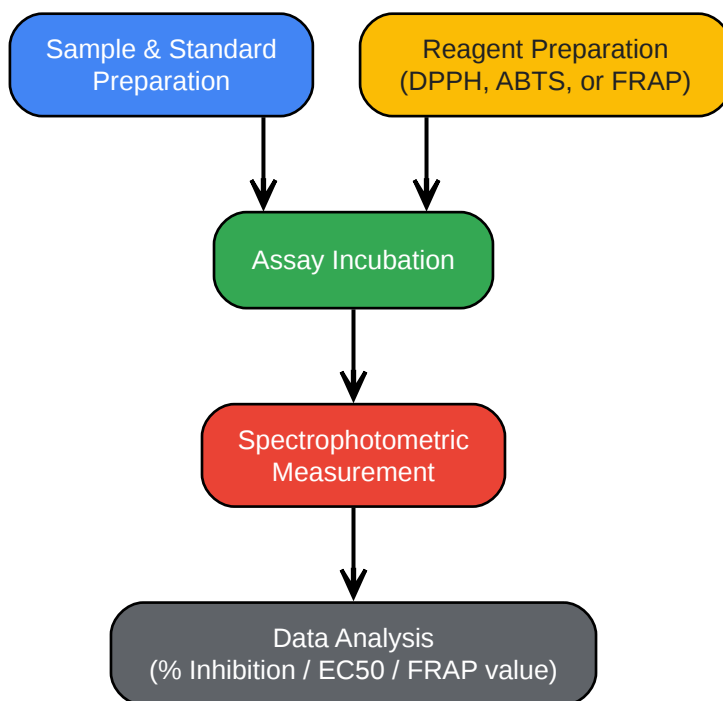 Sample & Standard
Preparation
Reagent Preparation
(DPPH, ABTS, or FRAP)
Assay Incubation
Spectrophotometric
Measurement
Data Analysis
(% Inhibition / EC50 / FRAP value)